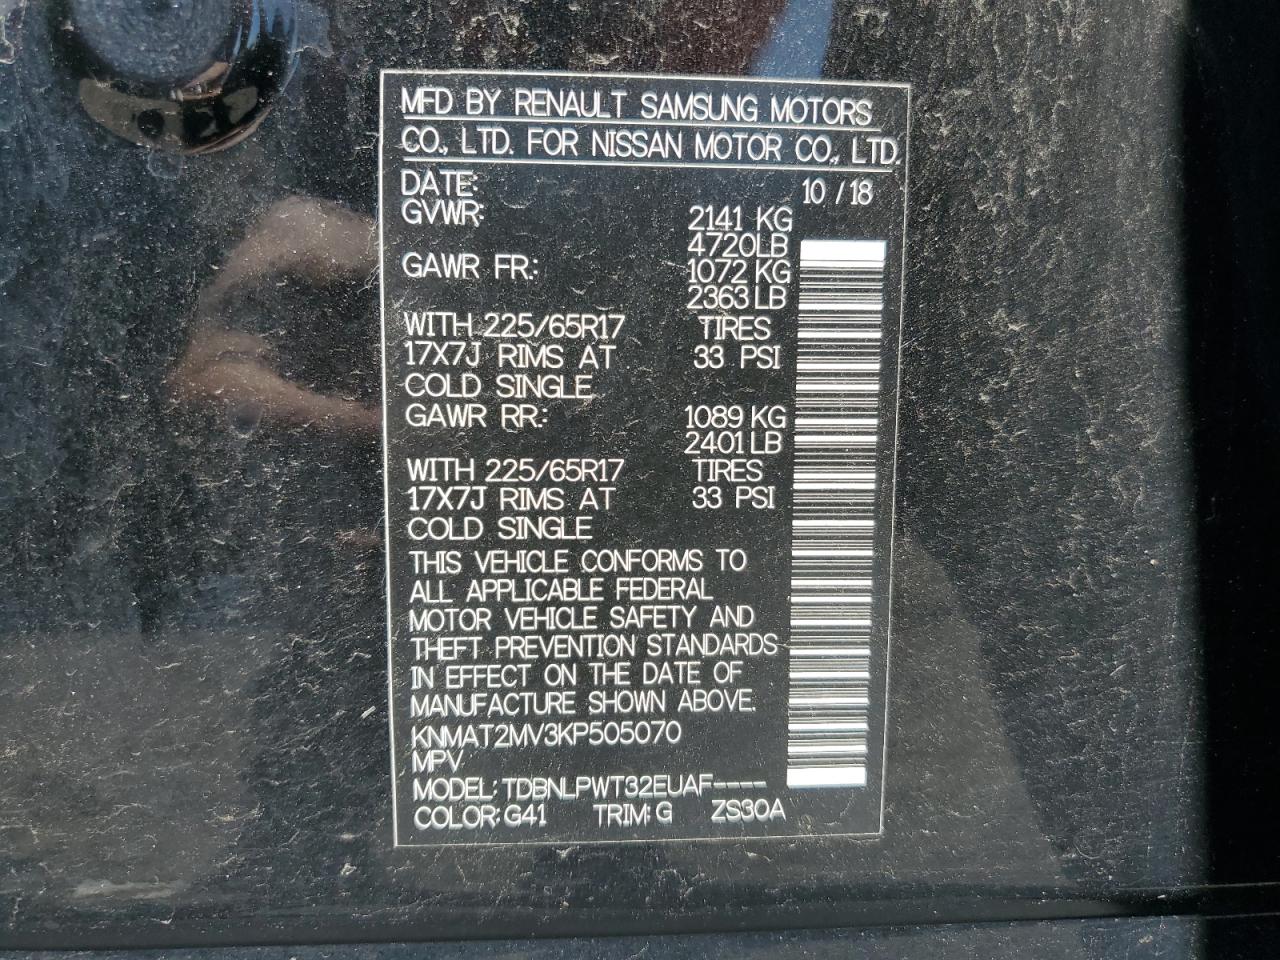 MFD BY RENAULT SAMSUNG MOTORS
CO., LTD. FOR NISSAN MOTOR CO., LTD.
DATE: 10 / 18
GVWR: 2141 KG
4720LB
GAWR FR.: 1072 KG
2363 LB
WITH 225/65R17 TIRES
17X7J RIMS AT 33 PSI
COLD SINGLE
GAWR RR.: 1089 KG
2401 LB
WITH 225/65R17 TIRES
17X7J RIMS AT 33 PSI
COLD SINGLE
THIS VEHICLE CONFORMS TO
ALL APPLICABLE FEDERAL
MOTOR VEHICLE SAFETY AND
THEFT PREVENTION STANDARDS
IN EFFECT ON THE DATE OF
MANUFACTURE SHOWN ABOVE.
KNMAT2MV3KP505070
MPV
MODEL: TDBNLPWT32EUAF----
COLOR: G41 TRIM: G ZS30A